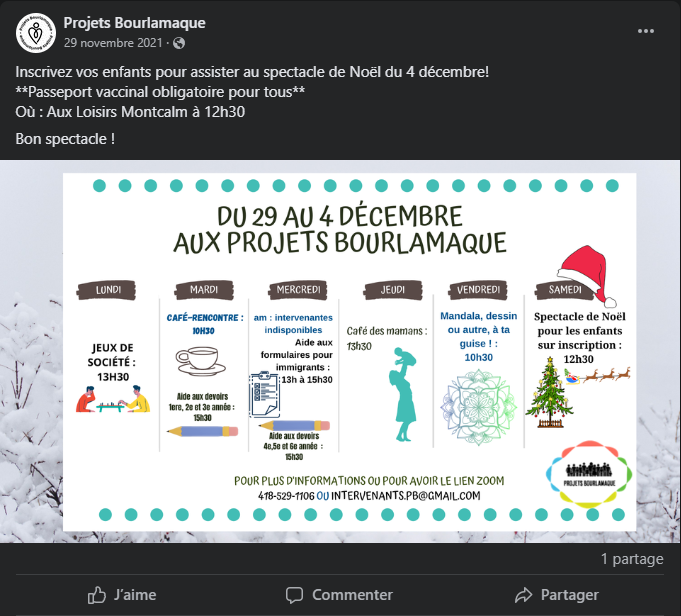 Projets Bourlamaque
29 novembre 2021 ·
Inscrivez vos enfants pour assister au spectacle de Noël du 4 décembre!
**Passeport vaccinal obligatoire pour tous**
Où : Aux Loisirs Montcalm à 12h30
Bon spectacle !
DU 29 AU 4 DÉCEMBRE
AUX PROJETS BOURLAMAQUE
LUNDI
JEUX DE
SOCIÉTÉ :
13H30
MARDI
CAFÉ-RENCONTRE :
10H30
Aide aux devoirs
1ere, 2e et 3e année :
15h30
MERCREDI
am : intervenantes
indisponibles
Aide aux
formulaires pour
immigrants :
13h à 15h30
Aide aux devoirs
4e,5e et 6e année :
15h30
JEUDI
Café des mamans :
13h30
VENDREDI
Mandala, dessin
ou autre, à ta
guise ! :
10h30
SAMEDI
Spectacle de Noël
pour les enfants
sur inscription :
12h30
PROJETS BOURLAMAQUE
POUR PLUS D'INFORMATIONS OU POUR AVOIR LE LIEN ZOOM
418-529-1106 OU INTERVENANTS.PB@GMAIL.COM
1 partage
J'aime
Commenter
Partager